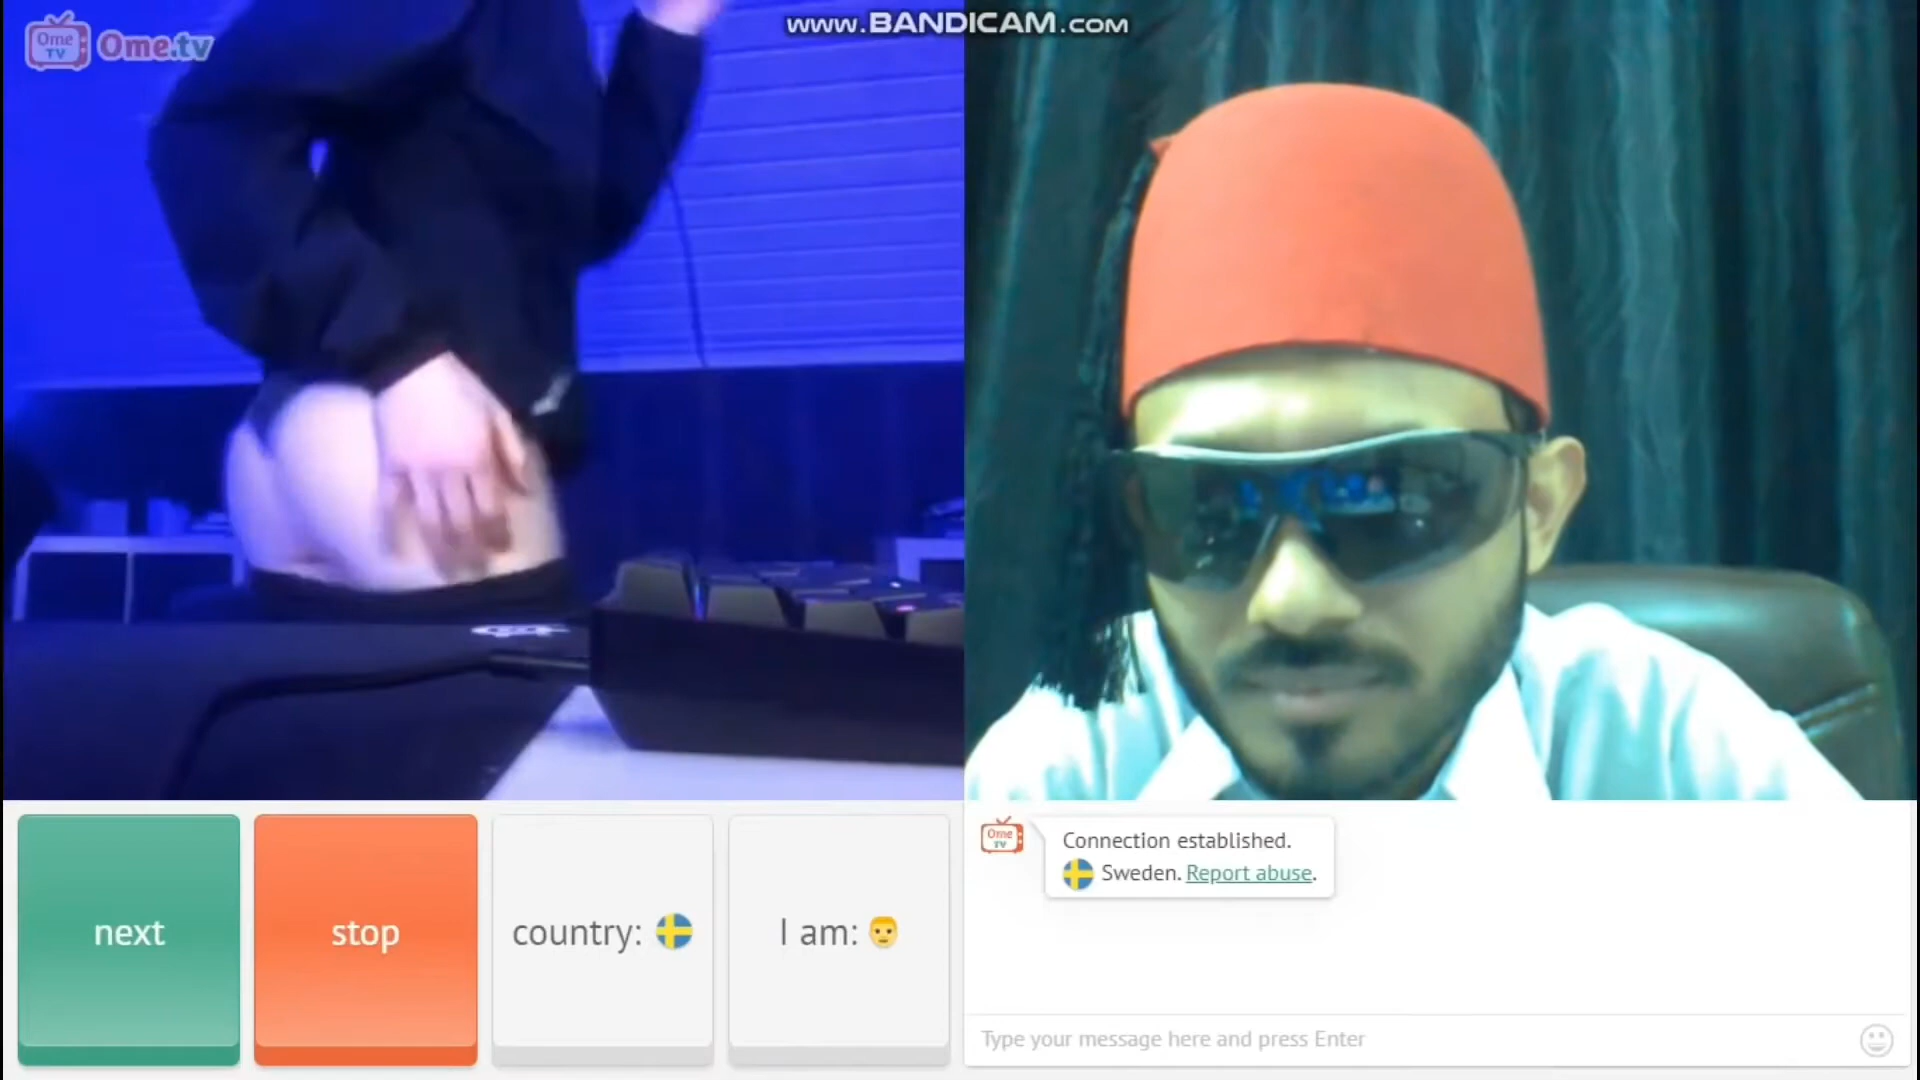 Ome
TV
Ome.tv
www.BANDICAM.com
next
stop
country:
I am:
Ome
TV
Connection established.
Sweden. Report abuse.
Type your message here and press Enter